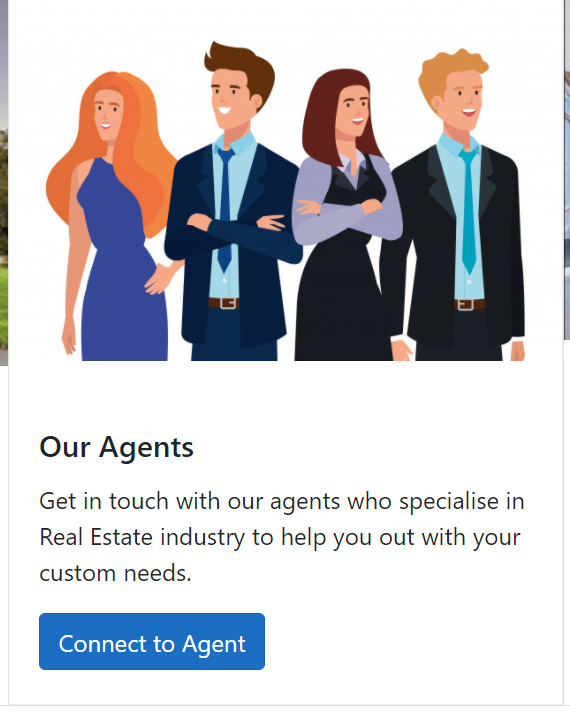 Our Agents
Get in touch with our agents who specialise in
Real Estate industry to help you out with your
custom needs.
Connect to Agent